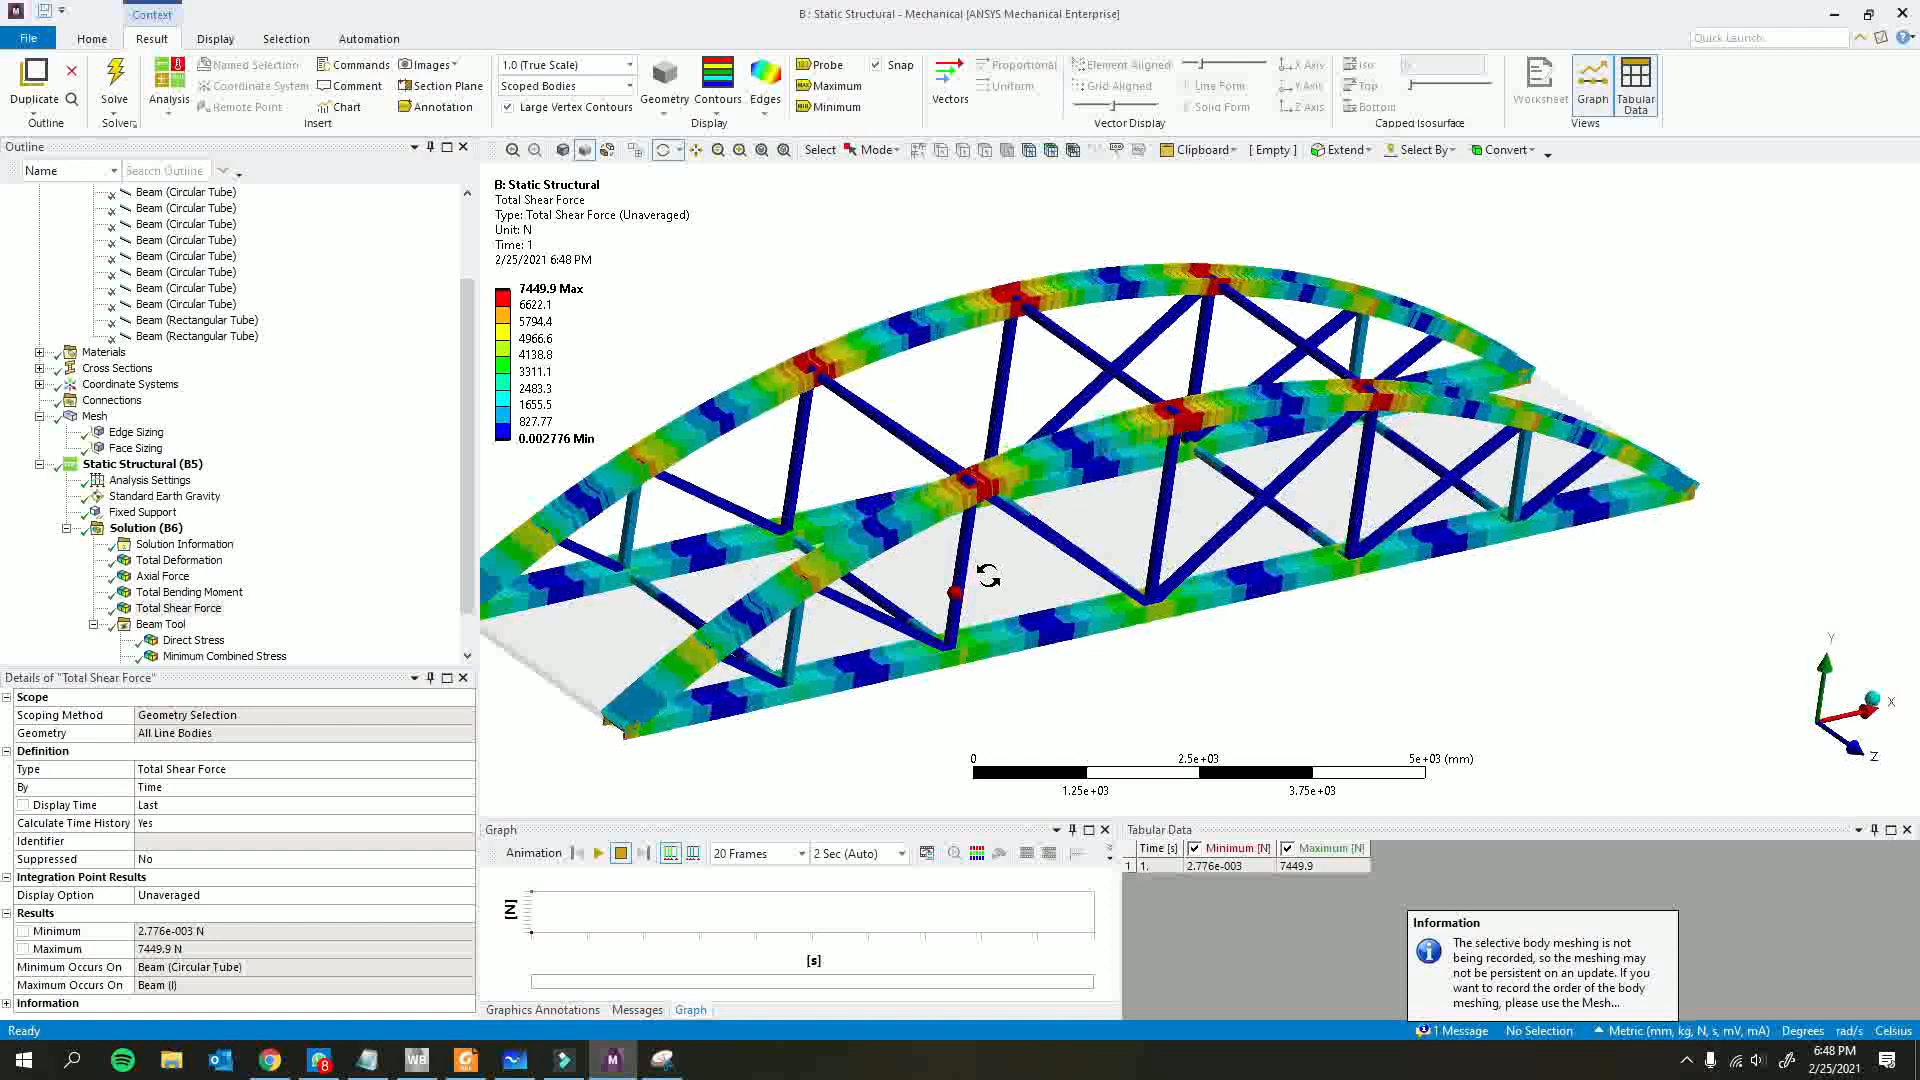 Context
B : Static Structural - Mechanical [ANSYS Mechanical Enterprise]
File Home Result Display Selection Automation
Quick Launch
Duplicate
Outline
Solve
Solver
Analysis
Named Selection
Coordinate System
Remote Point
Commands
Comment
Chart
Images
Section Plane
Annotation
Insert
1.0 (True Scale)
Scoped Bodies
Large Vertex Contours
Geometry
Contours
Edges
Display
Probe
Maximum
Minimum
Snap
Vectors
Proportional
Uniform
Element Aligned
Grid Aligned
Line Form
Solid Form
X Axis
Y Axis
Z Axis
Vector Display
Iso
Top
Bottom
Capped Isosurface
Worksheet
Graph
Tabular Data
Views
Outline
Name
Search Outline
Select Mode Clipboard [ Empty ] Extend Select By Convert
Beam (Circular Tube)
Beam (Circular Tube)
Beam (Circular Tube)
Beam (Circular Tube)
Beam (Circular Tube)
Beam (Circular Tube)
Beam (Circular Tube)
Beam (Circular Tube)
Beam (Rectangular Tube)
Beam (Rectangular Tube)
Materials
Cross Sections
Coordinate Systems
Connections
Mesh
Edge Sizing
Face Sizing
Static Structural (B5)
Analysis Settings
Standard Earth Gravity
Fixed Support
Solution (B6)
Solution Information
Total Deformation
Axial Force
Total Bending Moment
Total Shear Force
Beam Tool
Direct Stress
Minimum Combined Stress
B: Static Structural
Total Shear Force
Type: Total Shear Force (Unaveraged)
Unit: N
Time: 1
2/25/2021 6:48 PM
7449.9 Max
6622.1
5794.4
4966.6
4138.8
3311.1
2483.3
1655.5
827.77
0.002776 Min
Y
X
Z
0 2.5e+03 5e+03 (mm)
1.25e+03 3.75e+03
Details of "Total Shear Force"
Scope
Scoping Method Geometry Selection
Geometry All Line Bodies
Definition
Type Total Shear Force
By Time
Display Time Last
Calculate Time History Yes
Identifier
Suppressed No
Integration Point Results
Display Option Unaveraged
Results
Minimum 2.776e-003 N
Maximum 7449.9 N
Minimum Occurs On Beam (Circular Tube)
Maximum Occurs On Beam (I)
Information
Graph
Animation 20 Frames 2 Sec (Auto)
[N]
[s]
Graphics Annotations Messages Graph
Tabular Data
Time [s] Minimum [N] Maximum [N]
1 1. 2.776e-003 7449.9
Information
The selective body meshing is not
being recorded, so the meshing may
not be persistent on an update. If you
want to record the order of the body
meshing, please use the Mesh...
Ready
1 Message No Selection Metric (mm, kg, N, s, mV, mA) Degrees rad/s Celsius
8
WB
M
6:48 PM
2/25/2021